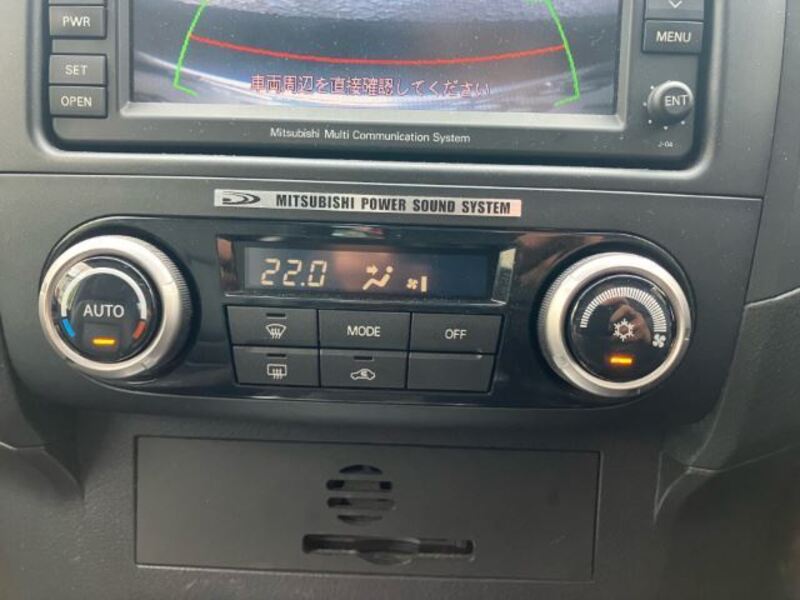 PWR
SET
OPEN
MENU
ENT
車両周辺を直接確認してください
Mitsubishi Multi Communication System
J-04
MITSUBISHI POWER SOUND SYSTEM
22.0
AUTO
MODE
OFF